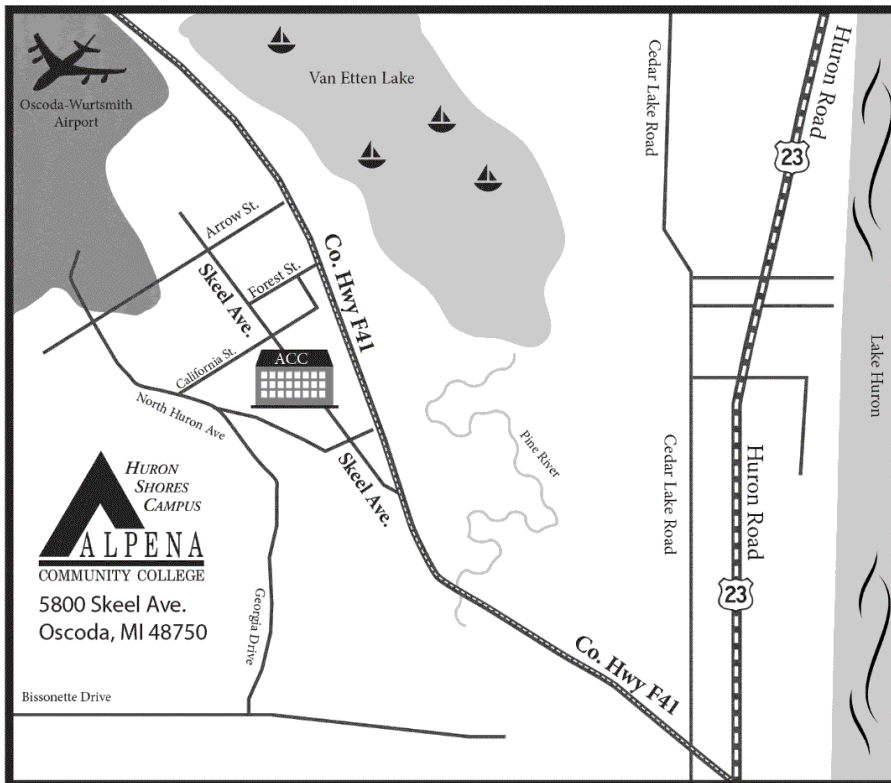 Oscoda-Wurtsmith
Airport
Van Etten Lake
Cedar Lake Road
Huron Road
23
Arrow St.
Skeel Ave.
Forest St.
Co. Hwy F41
California St.
ACC
North Huron Ave
Lake Huron
Pine River
Skeel Ave.
Cedar Lake Road
Huron Road
23
HURON
SHORES
CAMPUS
ALPENA
COMMUNITY COLLEGE
5800 Skeel Ave.
Oscoda, MI 48750
Georgia Drive
Co. Hwy F41
Bissonette Drive